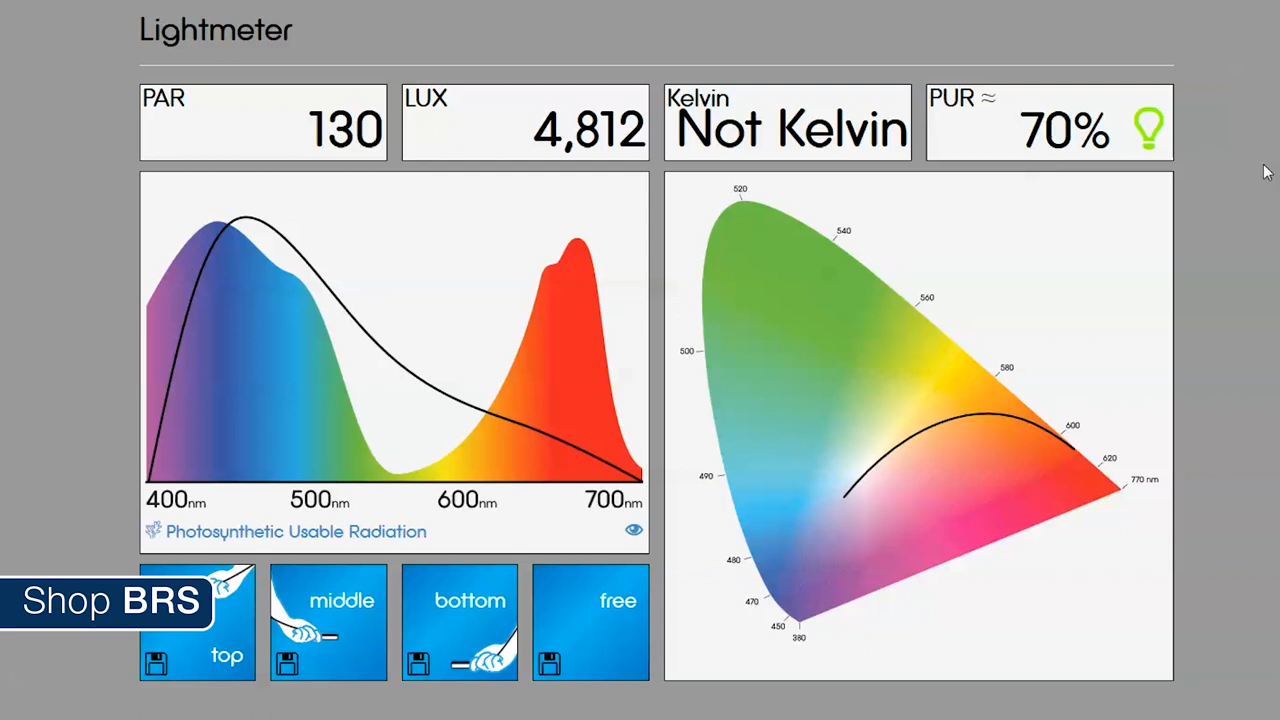 Lightmeter
PAR
130
LUX
4,812
Kelvin
Not Kelvin
PUR ≈
70%
400nm
500nm
600nm
700nm
Photosynthetic Usable Radiation
520
540
560
500
580
600
620
490
770 nm
480
470
450
380
Shop BRS
top
middle
bottom
free